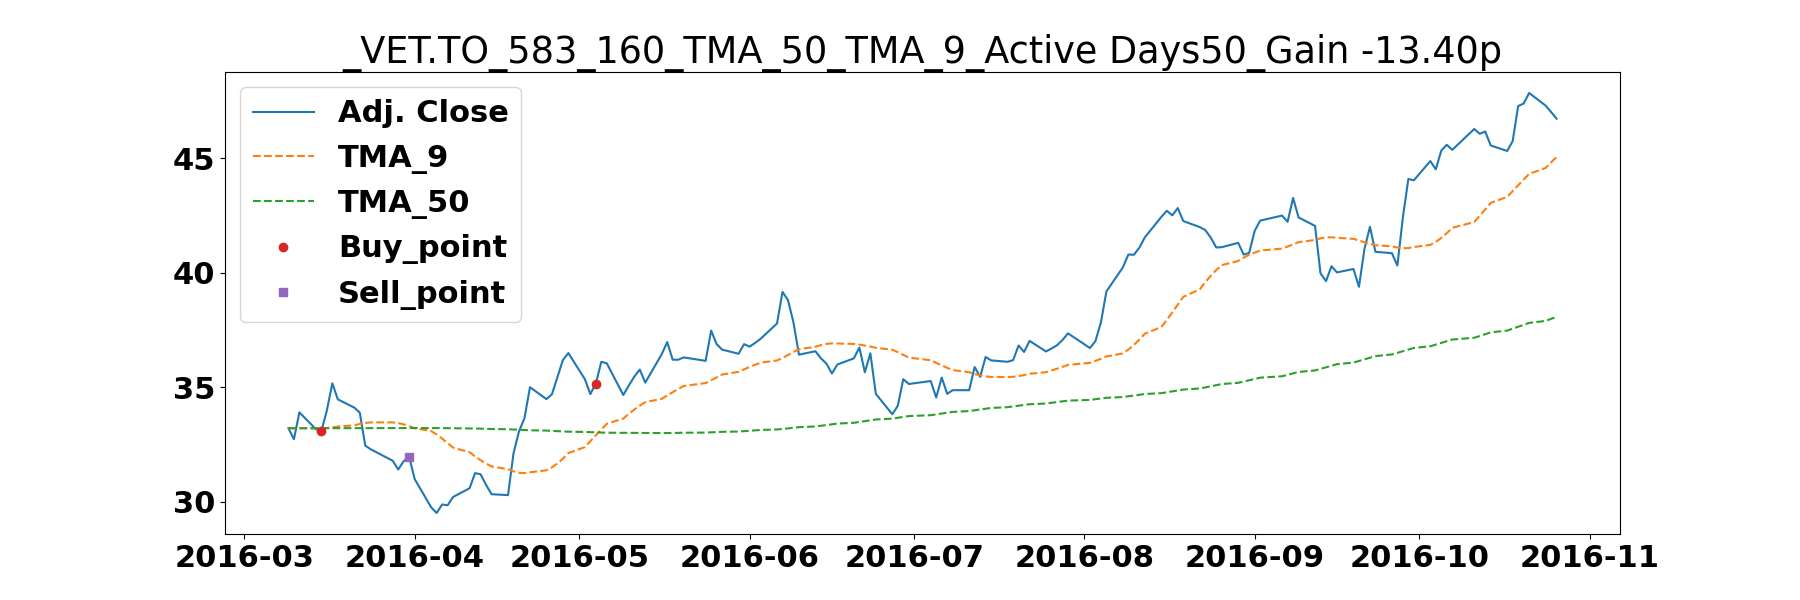 _VET.TO_583_160_TMA_50_TMA_9_Active Days50_Gain -13.40p
Adj. Close
TMA_9
TMA_50
Buy_point
Sell_point
45
40
35
30
2016-03 2016-04 2016-05 2016-06 2016-07 2016-08 2016-09 2016-10 2016-11